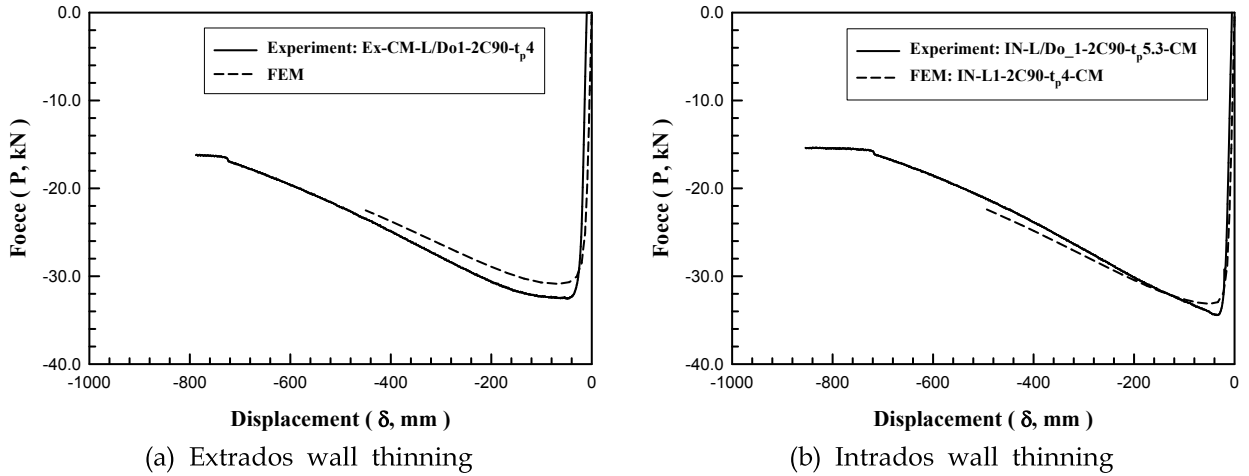 0.0
-10.0
-20.0
-30.0
-40.0
Foece ( P, kN )
Experiment: Ex-CM-L/Do1-2C90-tp4
FEM
-1000 -800 -600 -400 -200 0
Displacement ( δ, mm )
(a) Extrados wall thinning
0.0
-10.0
-20.0
-30.0
-40.0
Foece ( P, kN )
Experiment: IN-L/Do_1-2C90-tp5.3-CM
FEM: IN-L1-2C90-tp4-CM
-1000 -800 -600 -400 -200 0
Displacement ( δ, mm )
(b) Intrados wall thinning